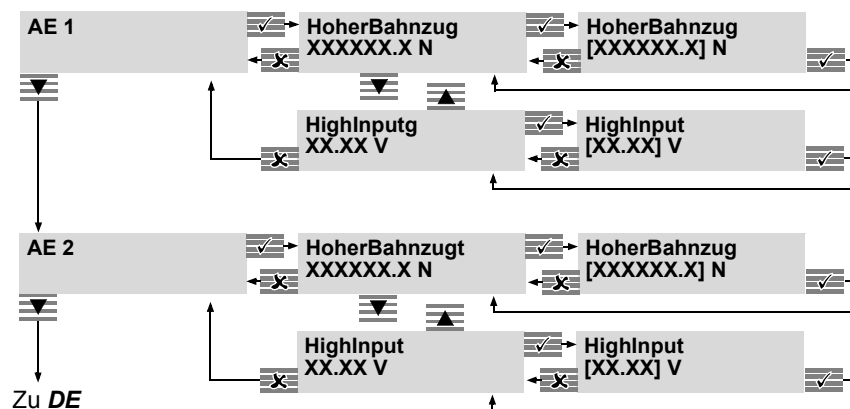 AE 1
HoherBahnzug
XXXXXX.X N
HoherBahnzug
[XXXXXX.X] N
HighInputg
XX.XX V
HighInput
[XX.XX] V
AE 2
HoherBahnzugt
XXXXXX.X N
HoherBahnzug
[XXXXXX.X] N
HighInput
XX.XX V
HighInput
[XX.XX] V
Zu DE